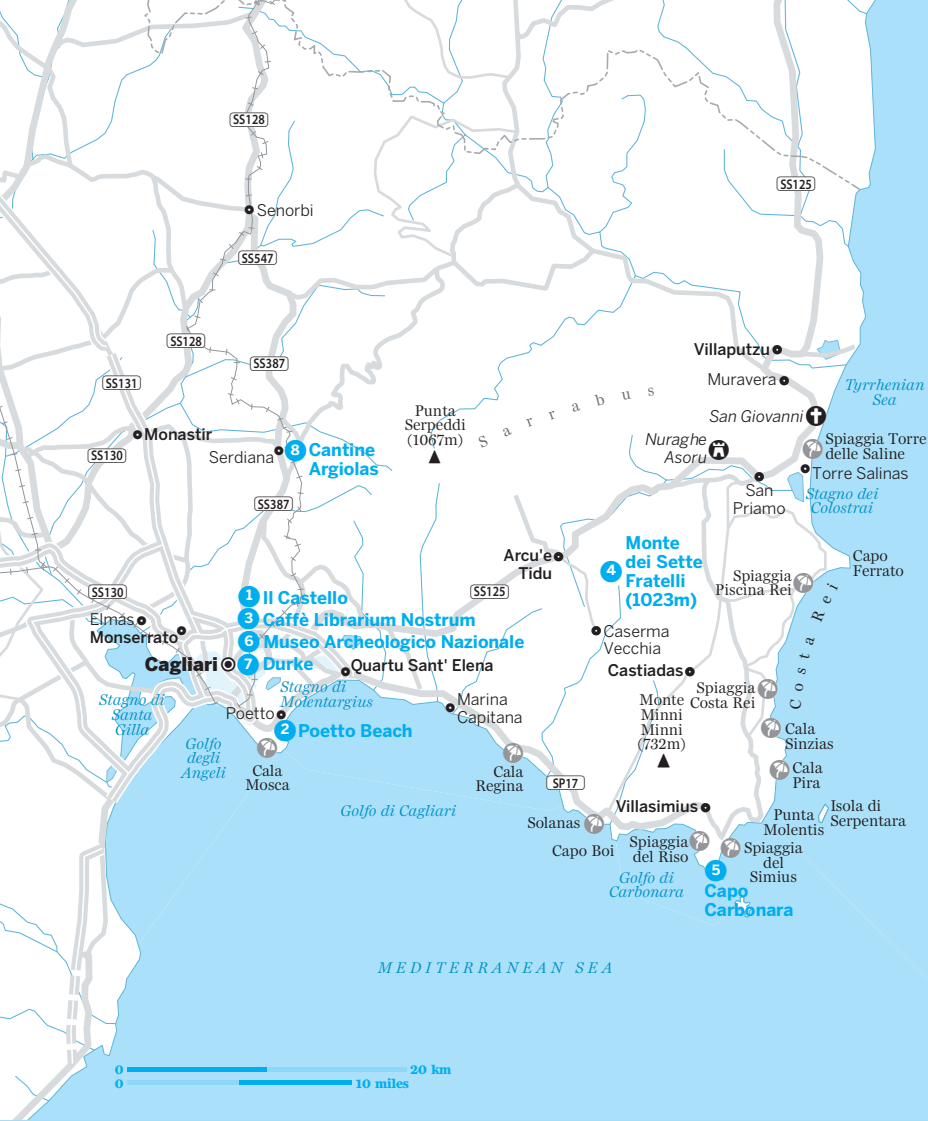 SS128
SS125
Senorbi
SS547
SS128
Villaputzu
SS387
Muravera
SS131
Tyrrhenian
Sea
Sarrabus
Punta
Serpeddi
(1067m)
San Giovanni
Monastir
Nuraghe
Asoru
Spiaggia Torre
delle Saline
SS130
Serdiana
8 Cantine
Argiolas
Torre Salinas
San
Priamo
Stagno dei
Colostrai
SS387
Arcu'e
Tidu
4
Monte
dei Sette
Fratelli
(1023m)
Capo
Ferrato
Spiaggia
Piscina Rei
SS130
SS125
1 Il Castello
3 Caffè Librarium Nostrum
6 Museo Archeologico Nazionale
7 Durke
Elmas
Monserrato
Cagliari
Quartu Sant' Elena
Caserma
Vecchia
Costa Rei
Castiadas
Spiaggia
Costa Rei
Stagno di
Molentargius
Stagno di
Santa
Gilla
Marina
Capitana
Monte
Minni
Minni
(732m)
Poetto
2 Poetto Beach
Cala
Sinzias
Golfo
degli
Angeli
Cala
Mosca
Cala
Regina
Cala
Pira
SP17
Golfo di Cagliari
Villasimius
Isola di
Serpentara
Punta
Molentis
Solanas
Capo Boi
Spiaggia
del Riso
Spiaggia
del
Simius
Golfo di
Carbonara
5
Capo
Carbonara
MEDITERRANEAN SEA
0 20 km
0 10 miles